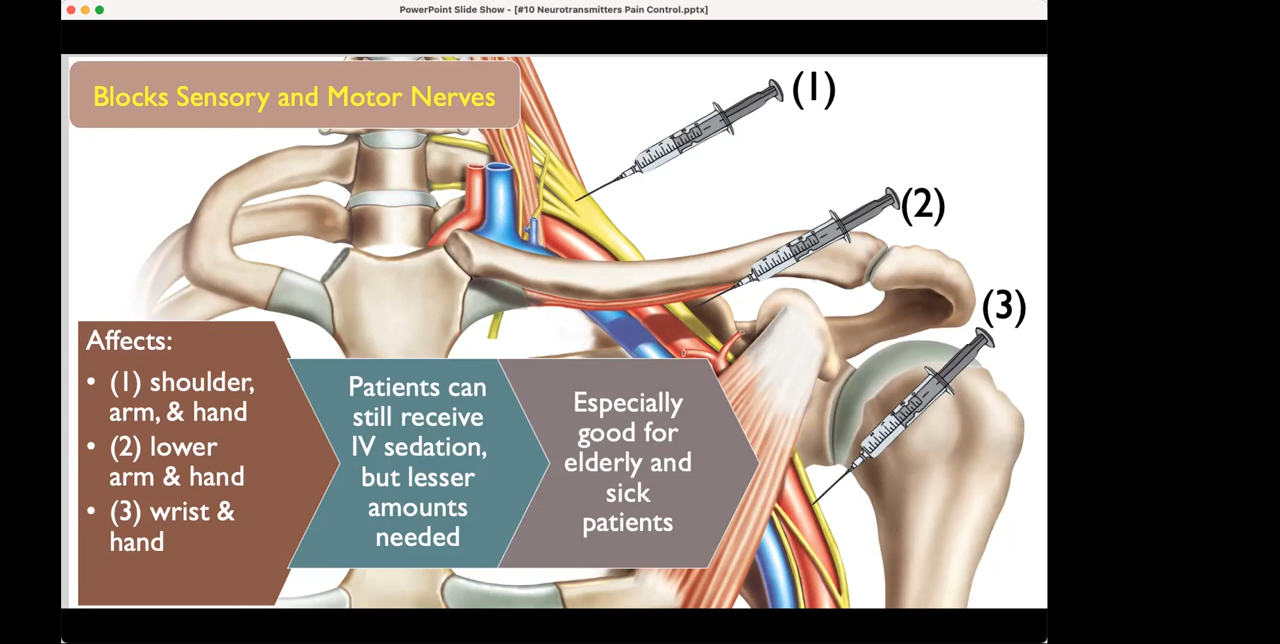 PowerPoint Slide Show - [#10 Neurotransmitters Pain Control.pptx]
Blocks Sensory and Motor Nerves
(1)
(2)
(3)
Affects:
• (1) shoulder,
arm, & hand
• (2) lower
arm & hand
• (3) wrist &
hand
Patients can
still receive
IV sedation,
but lesser
amounts
needed
Especially
good for
elderly and
sick
patients